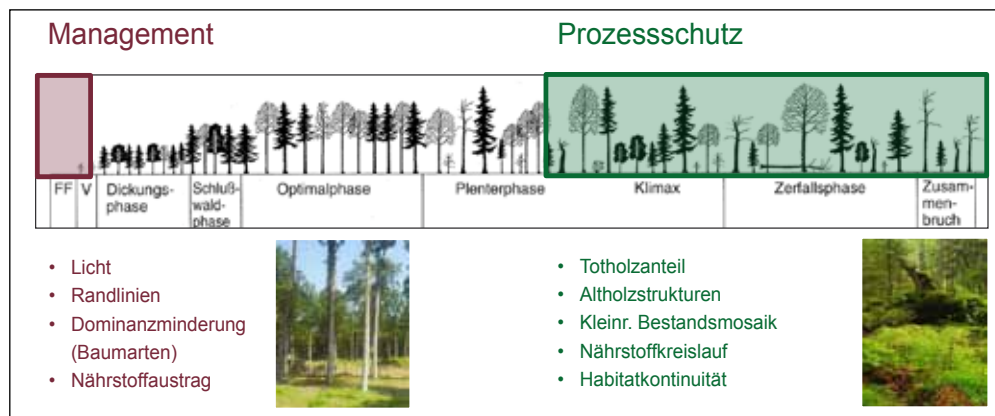 Management
Prozessschutz
FF
V
Dickungs-
phase
Schluß-
wald-
phase
Optimalphase
Plenterphase
Klimax
Zerfallsphase
Zusam-
men-
bruch
• Licht
• Randlinien
• Dominanzminderung
(Baumarten)
• Nährstoffaustrag
• Totholzanteil
• Altholzstrukturen
• Kleinr. Bestandsmosaik
• Nährstoffkreislauf
• Habitatkontinuität